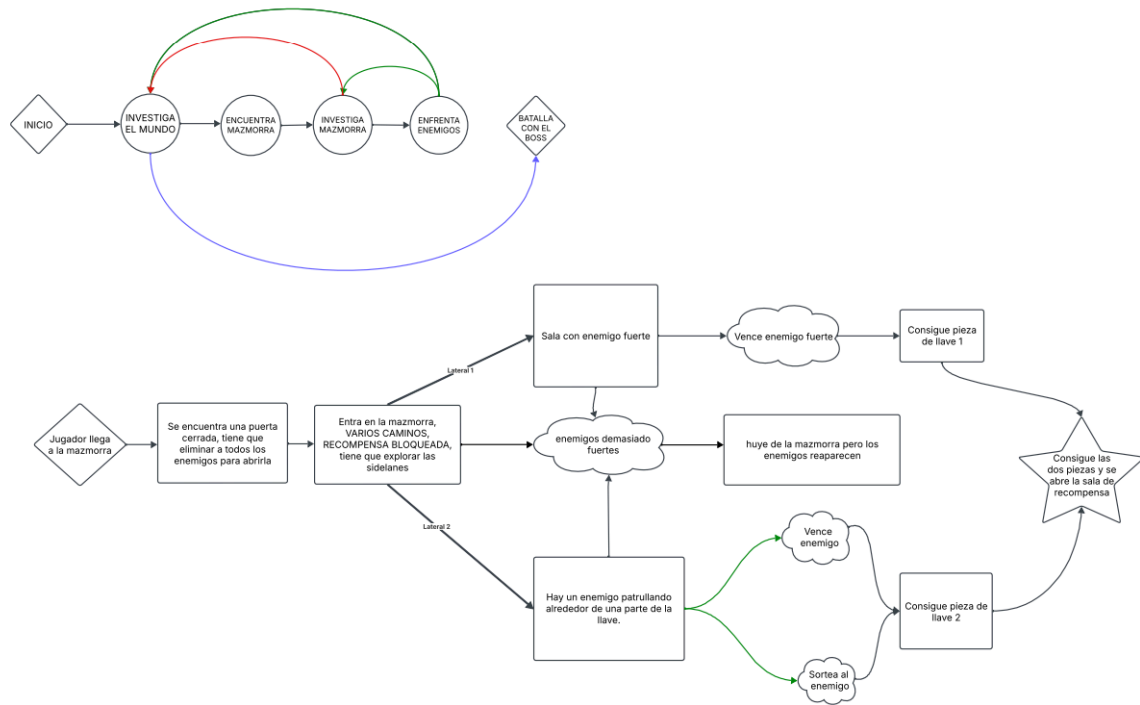 INICIO
INVESTIGA
EL MUNDO
ENCUENTRA
MAZMORRA
INVESTIGA
MAZMORRA
ENFRENTA
ENEMIGOS
BATALLA
CON EL
BOSS
Sala con enemigo fuerte
Vence enemigo fuerte
Consigue pieza
de llave 1
Lateral 1
Jugador llega
a la mazmorra
Se encuentra una puerta
cerrada, tiene que
eliminar a todos los
enemigos para abrirla
Entra en la mazmorra,
VARIOS CAMINOS,
RECOMPENSA BLOQUEADA,
tiene que explorar las
sidelanes
enemigos demasiado
fuertes
huye de la mazmorra pero los
enemigos reaparecen
Consigue las
dos piezas y se
abre la sala de
recompensa
Lateral 2
Hay un enemigo patrullando
alrededor de una parte de la
llave.
Vence
enemigo
Sortea al
enemigo
Consigue pieza de
llave 2